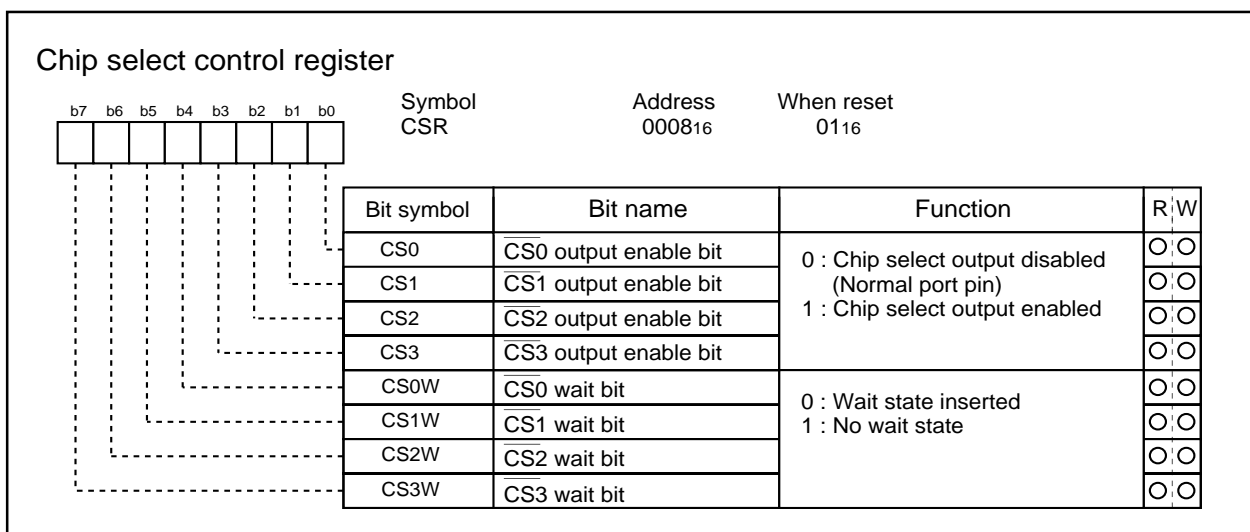 Chip select control register
b7 b6 b5 b4 b3 b2 b1 b0
Symbol Address When reset
CSR 000816 0116
Bit symbol Bit name Function R W
CS0 CS0 output enable bit
CS1 CS1 output enable bit
CS2 CS2 output enable bit
CS3 CS3 output enable bit
0 : Chip select output disabled
(Normal port pin)
1 : Chip select output enabled
CS0W CS0 wait bit
CS1W CS1 wait bit
CS2W CS2 wait bit
CS3W CS3 wait bit
0 : Wait state inserted
1 : No wait state